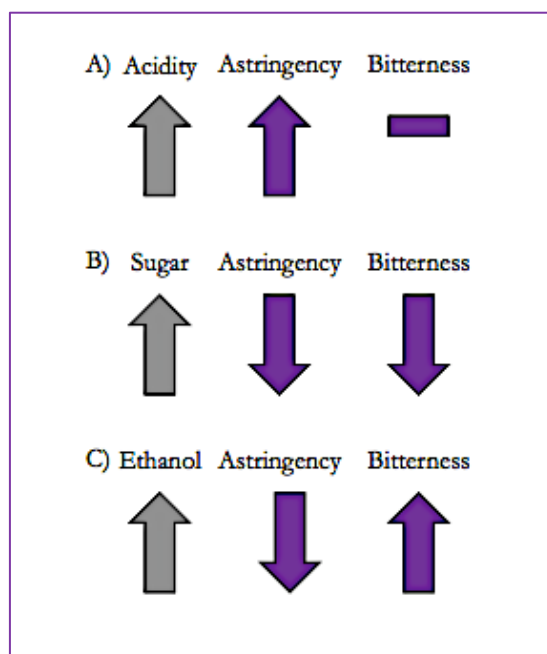 A) Acidity Astringency Bitterness
B) Sugar Astringency Bitterness
C) Ethanol Astringency Bitterness